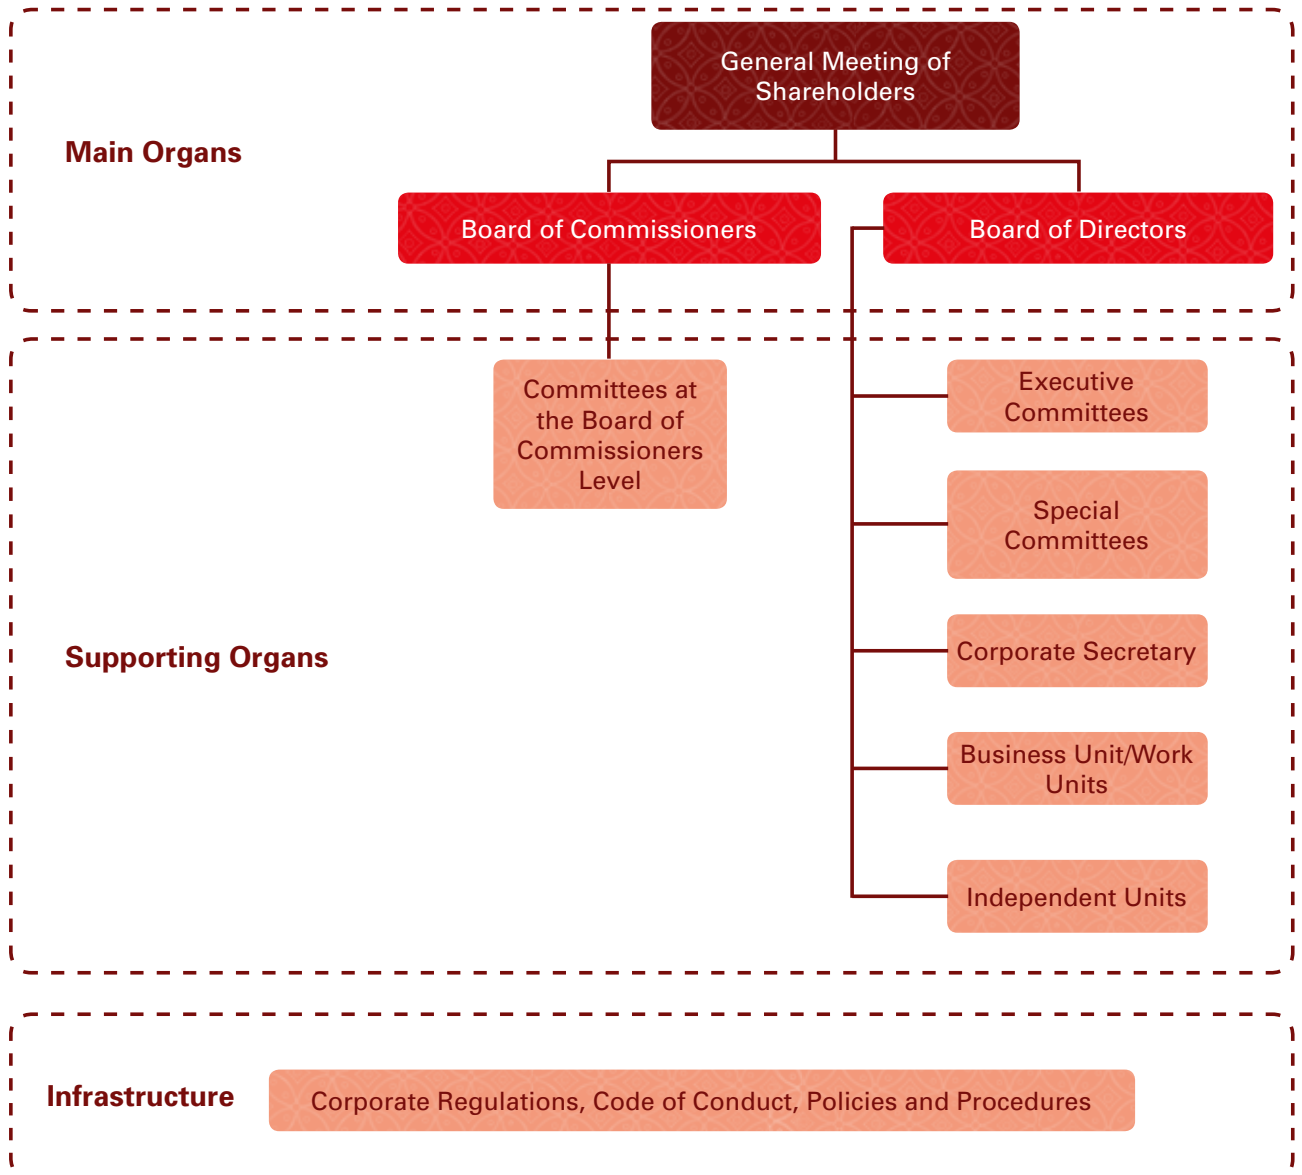 General Meeting of
Shareholders
Main Organs
Board of Commissioners
Board of Directors
Committees at
the Board of
Commissioners
Level
Executive
Committees
Special
Committees
Supporting Organs
Corporate Secretary
Business Unit/Work
Units
Independent Units
Infrastructure
Corporate Regulations, Code of Conduct, Policies and Procedures